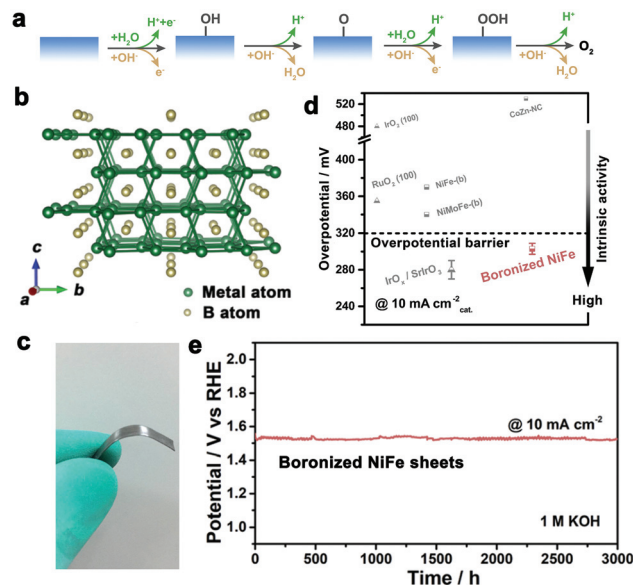 a
H⁺+e⁻
OH
H⁺
O
H⁺
OOH
H⁺
+H₂O
+OH⁻
e⁻
+OH⁻
H₂O
+H₂O
+OH⁻
e⁻
+OH⁻
H₂O
O₂
b
c
a
b
Metal atom
B atom
c
d
Overpotential / mV
520
480
400
360
320
280
240
IrO₂ (100)
CoZn-NC
RuO₂ (100)
NiFe-(b)
NiMoFe-(b)
Overpotential barrier
IrOₓ / SrIrO₃
Boronized NiFe
@ 10 mA cm⁻²cat.
Intrinsic activity
High
e
Potential / V vs RHE
2.0
1.8
1.6
1.4
1.2
1.0
@ 10 mA cm⁻²
Boronized NiFe sheets
1 M KOH
0 500 1000 1500 2000 2500 3000
Time / h